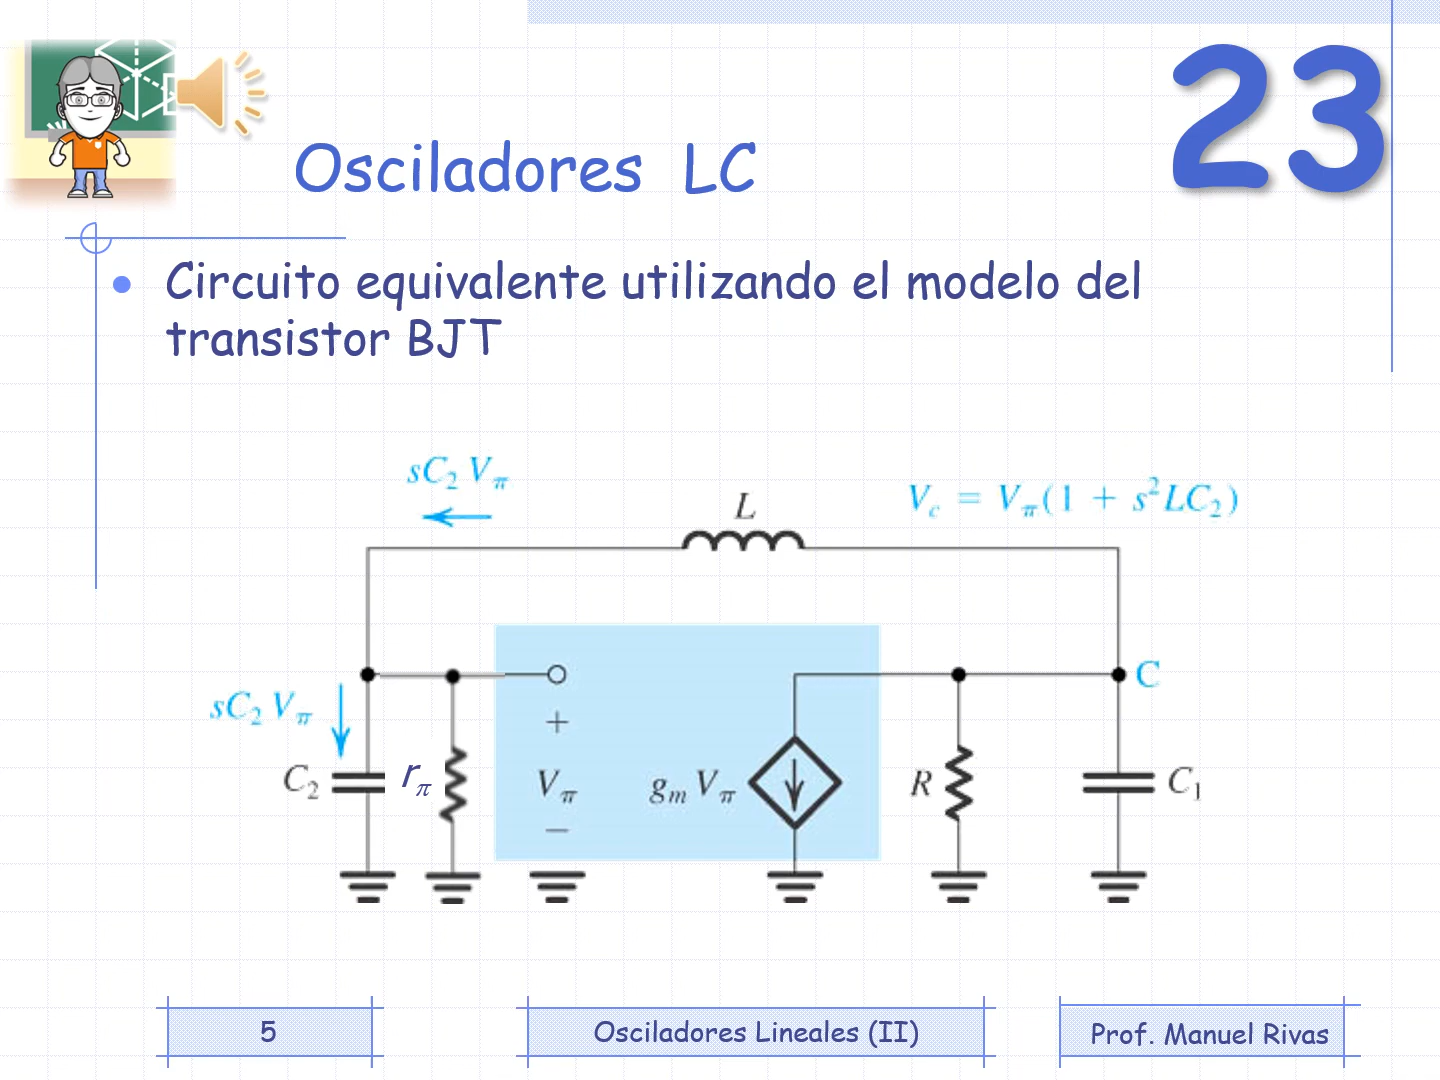 23
Osciladores LC
Circuito equivalente utilizando el modelo del
transistor BJT
sC₂ Vπ
L
V꜀ = Vπ(1 + s²LC₂)
C
sC₂ Vπ
C₂
rπ
+
Vπ
−
gₘ Vπ
R
C₁
5
Osciladores Lineales (II)
Prof. Manuel Rivas